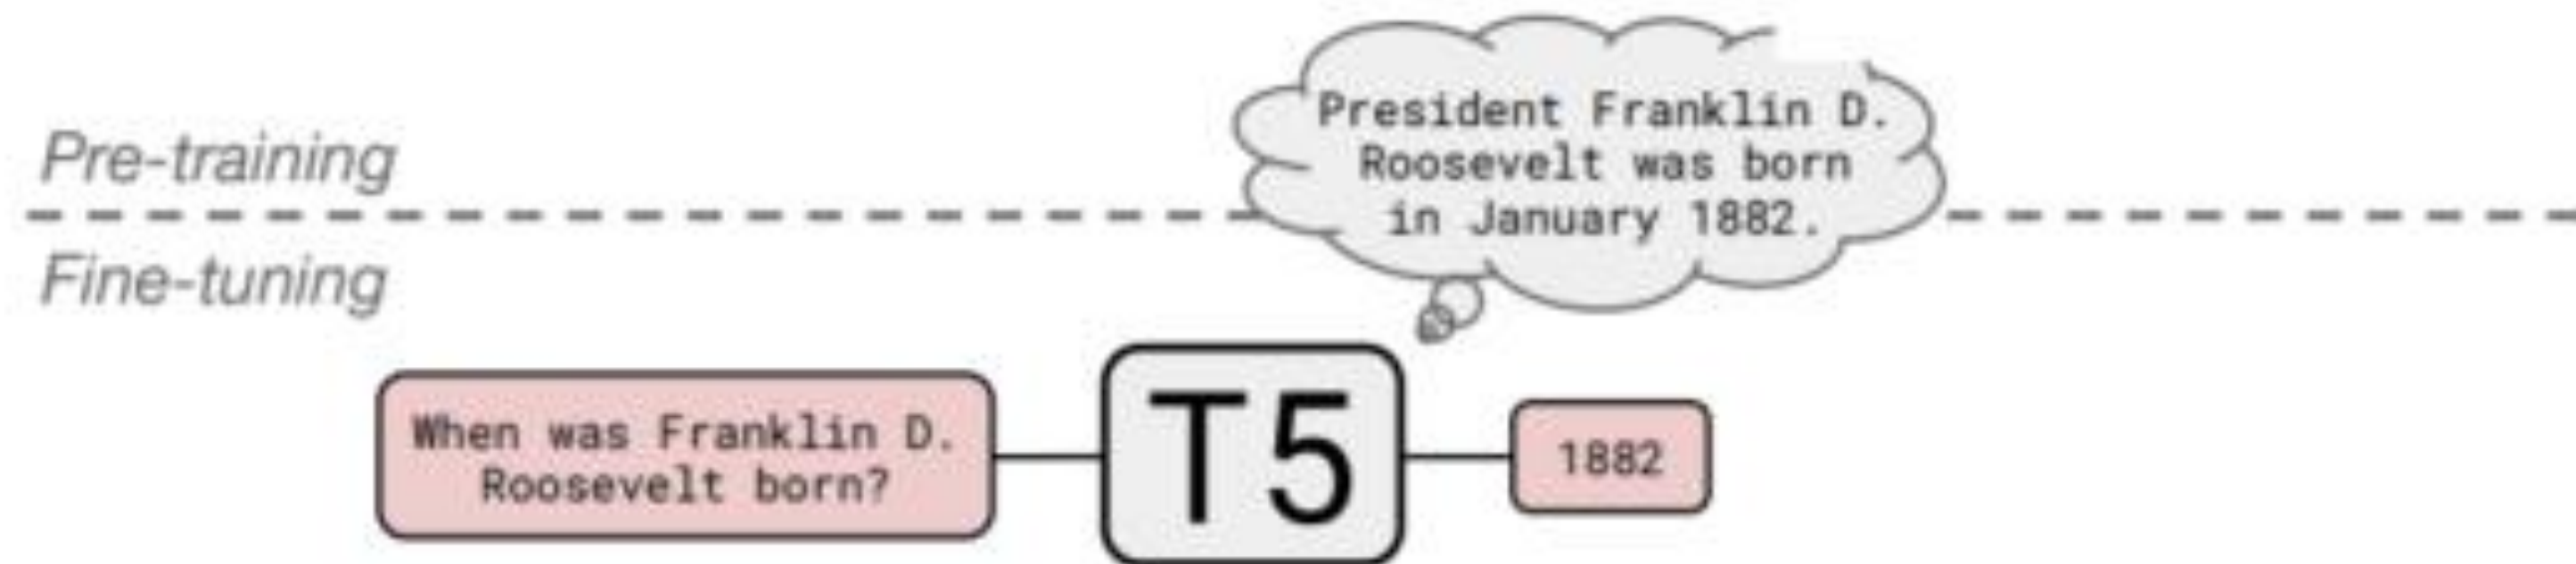 President Franklin D.
Roosevelt was born
in January 1882.
Pre-training
Fine-tuning
When was Franklin D.
Roosevelt born?
T5
1882